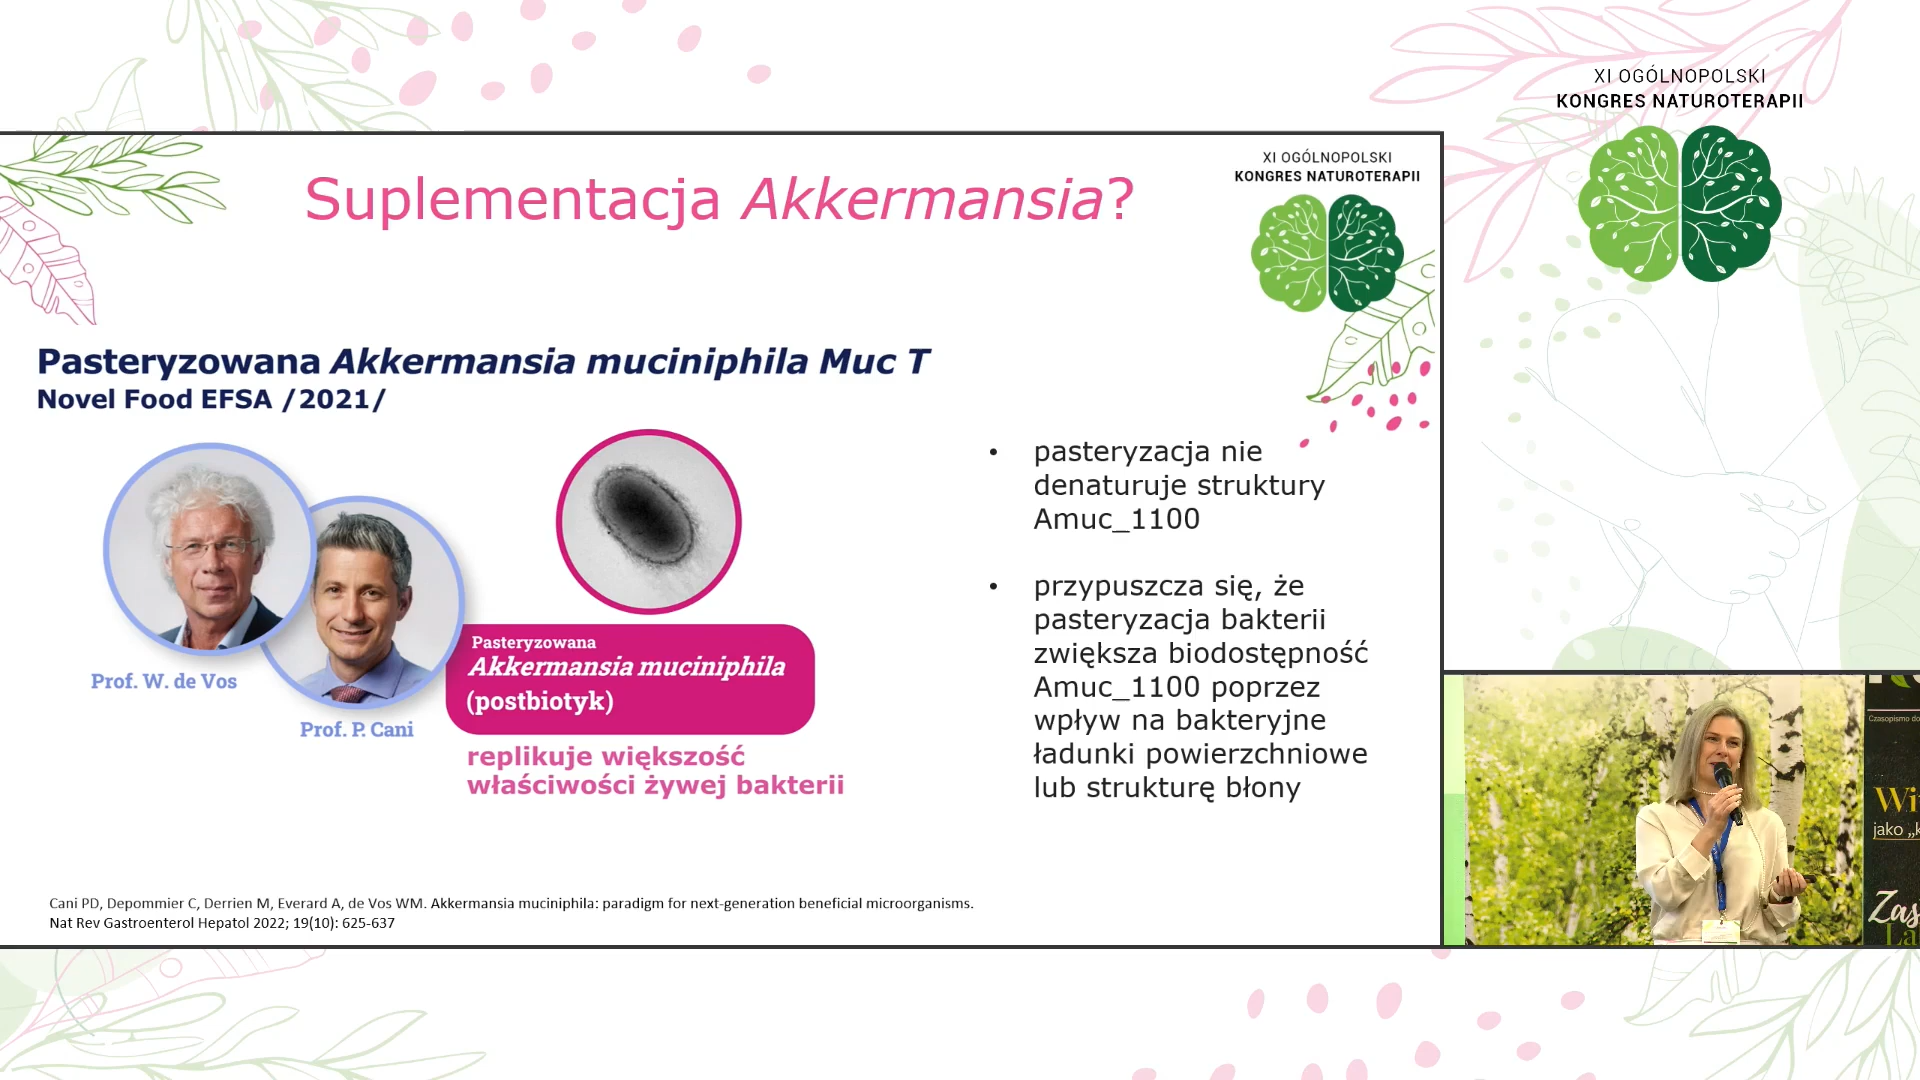 XI OGÓLNOPOLSKI
KONGRES NATUROTERAPII
XI OGÓLNOPOLSKI
KONGRES NATUROTERAPII
Suplementacja Akkermansia?
Pasteryzowana Akkermansia muciniphila Muc T
Novel Food EFSA /2021/
Prof. W. de Vos
Prof. P. Cani
Pasteryzowana
Akkermansia muciniphila
(postbiotyk)
replikuje większość
właściwości żywej bakterii
• pasteryzacja nie
denaturuje struktury
Amuc_1100
• przypuszcza się, że
pasteryzacja bakterii
zwiększa biodostępność
Amuc_1100 poprzez
wpływ na bakteryjne
ładunki powierzchniowe
lub strukturę błony
Cani PD, Depommier C, Derrien M, Everard A, de Vos WM. Akkermansia muciniphila: paradigm for next-generation beneficial microorganisms.
Nat Rev Gastroenterol Hepatol 2022; 19(10): 625-637
Czasopismo do
jako „k